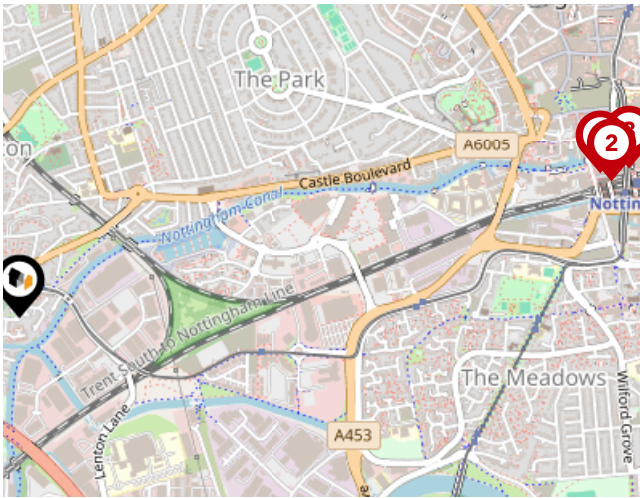 The Park
A6005
2
Castle Boulevard
Nottingham Canal
Nottin
Trent South to Nottingham Line
The Meadows
Wilford Grove
Lenton Lane
A453